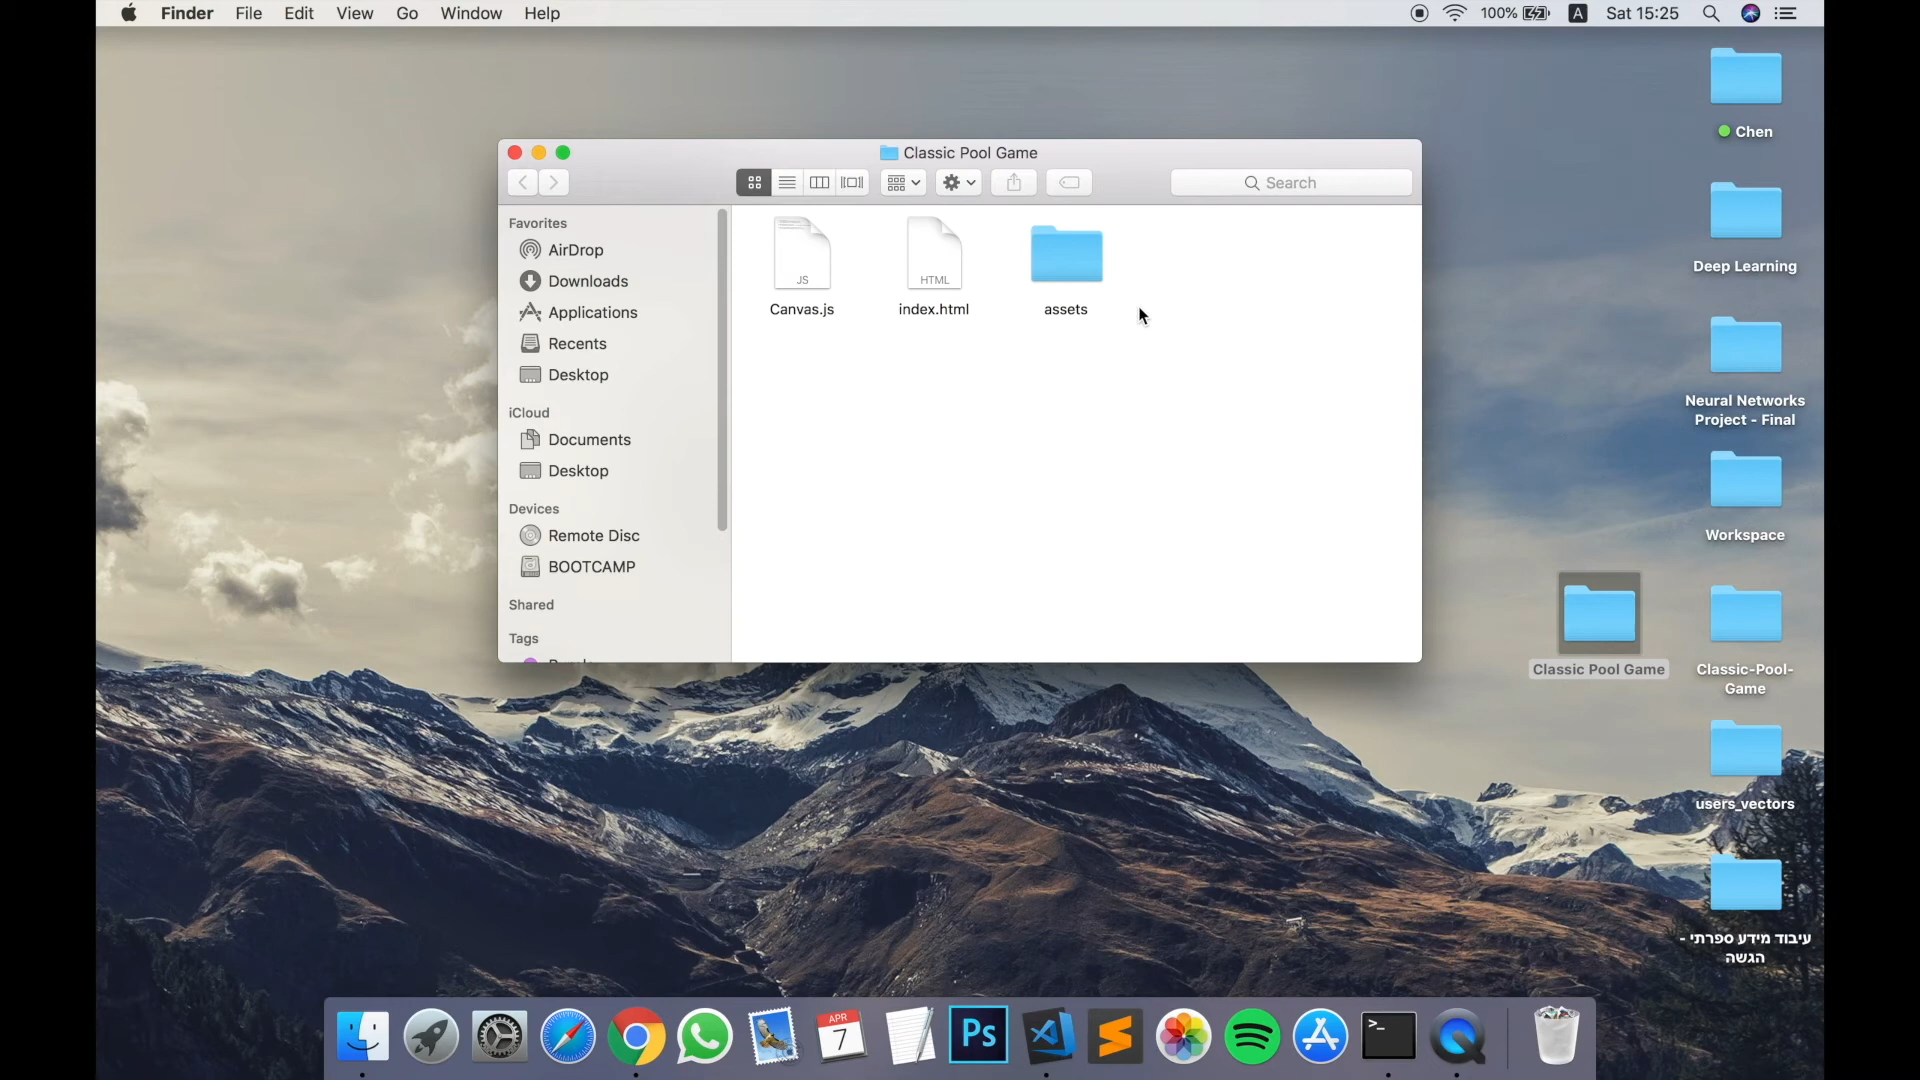 Finder File Edit View Go Window Help
100% A Sat 15:25
Classic Pool Game
Search
Favorites
AirDrop
Downloads
Applications
Recents
Desktop
iCloud
Documents
Desktop
Devices
Remote Disc
BOOTCAMP
Shared
Tags
JS
Canvas.js
HTML
index.html
assets
Chen
Deep Learning
Neural Networks
Project - Final
Workspace
Classic Pool Game
Classic-Pool-
Game
users_vectors
עיבוד מידע ספרתי -
הגשה
APR
7
Ps
>_